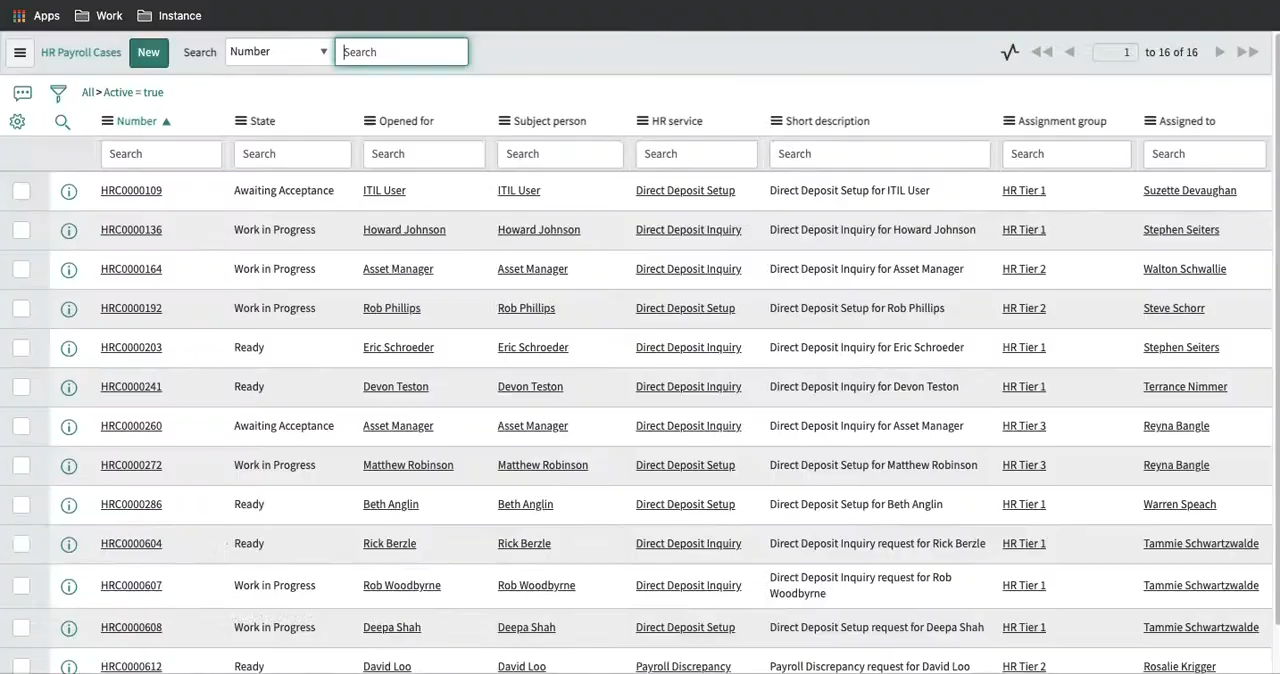 Apps Work Instance
HR Payroll Cases New Search Number Search 1 to 16 of 16
All > Active = true
Number State Opened for Subject person HR service Short description Assignment group Assigned to
Search Search Search Search Search Search Search Search
HRC0000109 Awaiting Acceptance ITIL User ITIL User Direct Deposit Setup Direct Deposit Setup for ITIL User HR Tier 1 Suzette Devaughan
HRC0000136 Work in Progress Howard Johnson Howard Johnson Direct Deposit Inquiry Direct Deposit Inquiry for Howard Johnson HR Tier 1 Stephen Seiters
HRC0000164 Work in Progress Asset Manager Asset Manager Direct Deposit Inquiry Direct Deposit Inquiry for Asset Manager HR Tier 2 Walton Schwallie
HRC0000192 Work in Progress Rob Phillips Rob Phillips Direct Deposit Setup Direct Deposit Setup for Rob Phillips HR Tier 2 Steve Schorr
HRC0000203 Ready Eric Schroeder Eric Schroeder Direct Deposit Inquiry Direct Deposit Inquiry for Eric Schroeder HR Tier 1 Stephen Seiters
HRC0000241 Ready Devon Teston Devon Teston Direct Deposit Inquiry Direct Deposit Inquiry for Devon Teston HR Tier 1 Terrance Nimmer
HRC0000260 Awaiting Acceptance Asset Manager Asset Manager Direct Deposit Inquiry Direct Deposit Inquiry for Asset Manager HR Tier 3 Reyna Bangle
HRC0000272 Work in Progress Matthew Robinson Matthew Robinson Direct Deposit Setup Direct Deposit Setup for Matthew Robinson HR Tier 3 Reyna Bangle
HRC0000286 Ready Beth Anglin Beth Anglin Direct Deposit Setup Direct Deposit Setup for Beth Anglin HR Tier 1 Warren Speach
HRC0000604 Ready Rick Berzle Rick Berzle Direct Deposit Inquiry Direct Deposit Inquiry request for Rick Berzle HR Tier 1 Tammie Schwartzwalde
HRC0000607 Work in Progress Rob Woodbyrne Rob Woodbyrne Direct Deposit Inquiry Direct Deposit Inquiry request for Rob HR Tier 1 Tammie Schwartzwalde
Woodbyrne
HRC0000608 Work in Progress Deepa Shah Deepa Shah Direct Deposit Setup Direct Deposit Setup request for Deepa Shah HR Tier 1 Tammie Schwartzwalde
HRC0000612 Ready David Loo David Loo Payroll Discrepancy Payroll Discrepancy request for David Loo HR Tier 2 Rosalie Krigger